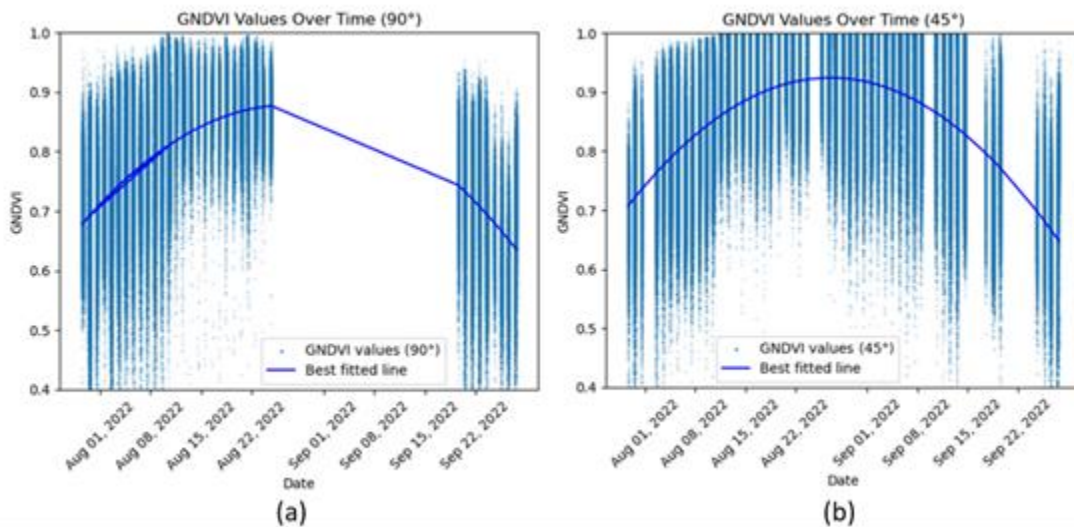 GNDVI Values Over Time (90°)
1.0
0.9
0.8
0.7
0.6
0.5
0.4
GNDVI
GNDVI values (90°)
Best fitted line
Aug 01, 2022
Aug 08, 2022
Aug 15, 2022
Aug 22, 2022
Sep 01, 2022
Sep 08, 2022
Sep 15, 2022
Sep 22, 2022
Date
(a)
GNDVI Values Over Time (45°)
1.0
0.9
0.8
0.7
0.6
0.5
0.4
GNDVI
GNDVI values (45°)
Best fitted line
Aug 01, 2022
Aug 08, 2022
Aug 15, 2022
Aug 22, 2022
Sep 01, 2022
Sep 08, 2022
Sep 15, 2022
Sep 22, 2022
Date
(b)